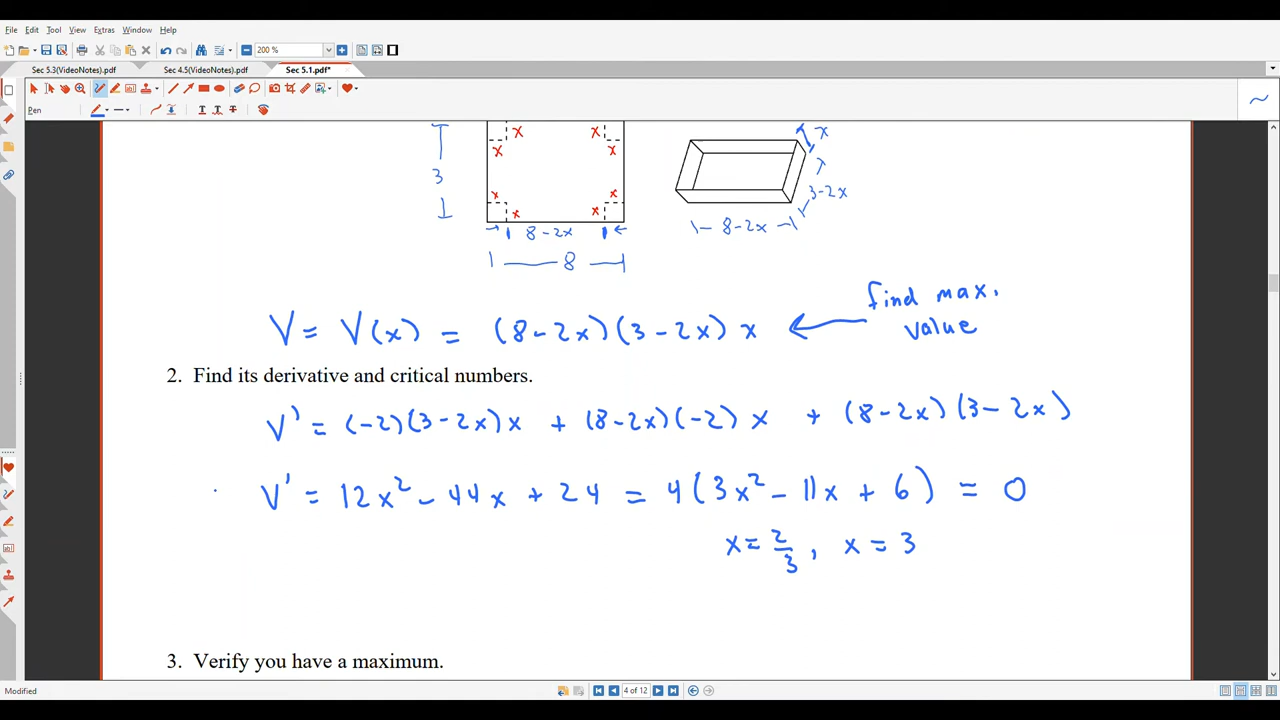 File Edit Tool View Extras Window Help
200 %
Sec 5.3(VideoNotes).pdf Sec 4.5(VideoNotes).pdf Sec 5.1.pdf*
Pen
x x x
x x
3 3-2x
x x
x x
8-2x 8-2x
8
find max.
V = V(x) = (8-2x)(3-2x) x value
2. Find its derivative and critical numbers.
V' = (-2)(3-2x)x + (8-2x)(-2)x + (8-2x)(3-2x)
V' = 12x² - 44x + 24 = 4(3x² - 11x + 6) = 0
x = 2/3, x = 3
3. Verify you have a maximum.
Modified 4 of 12